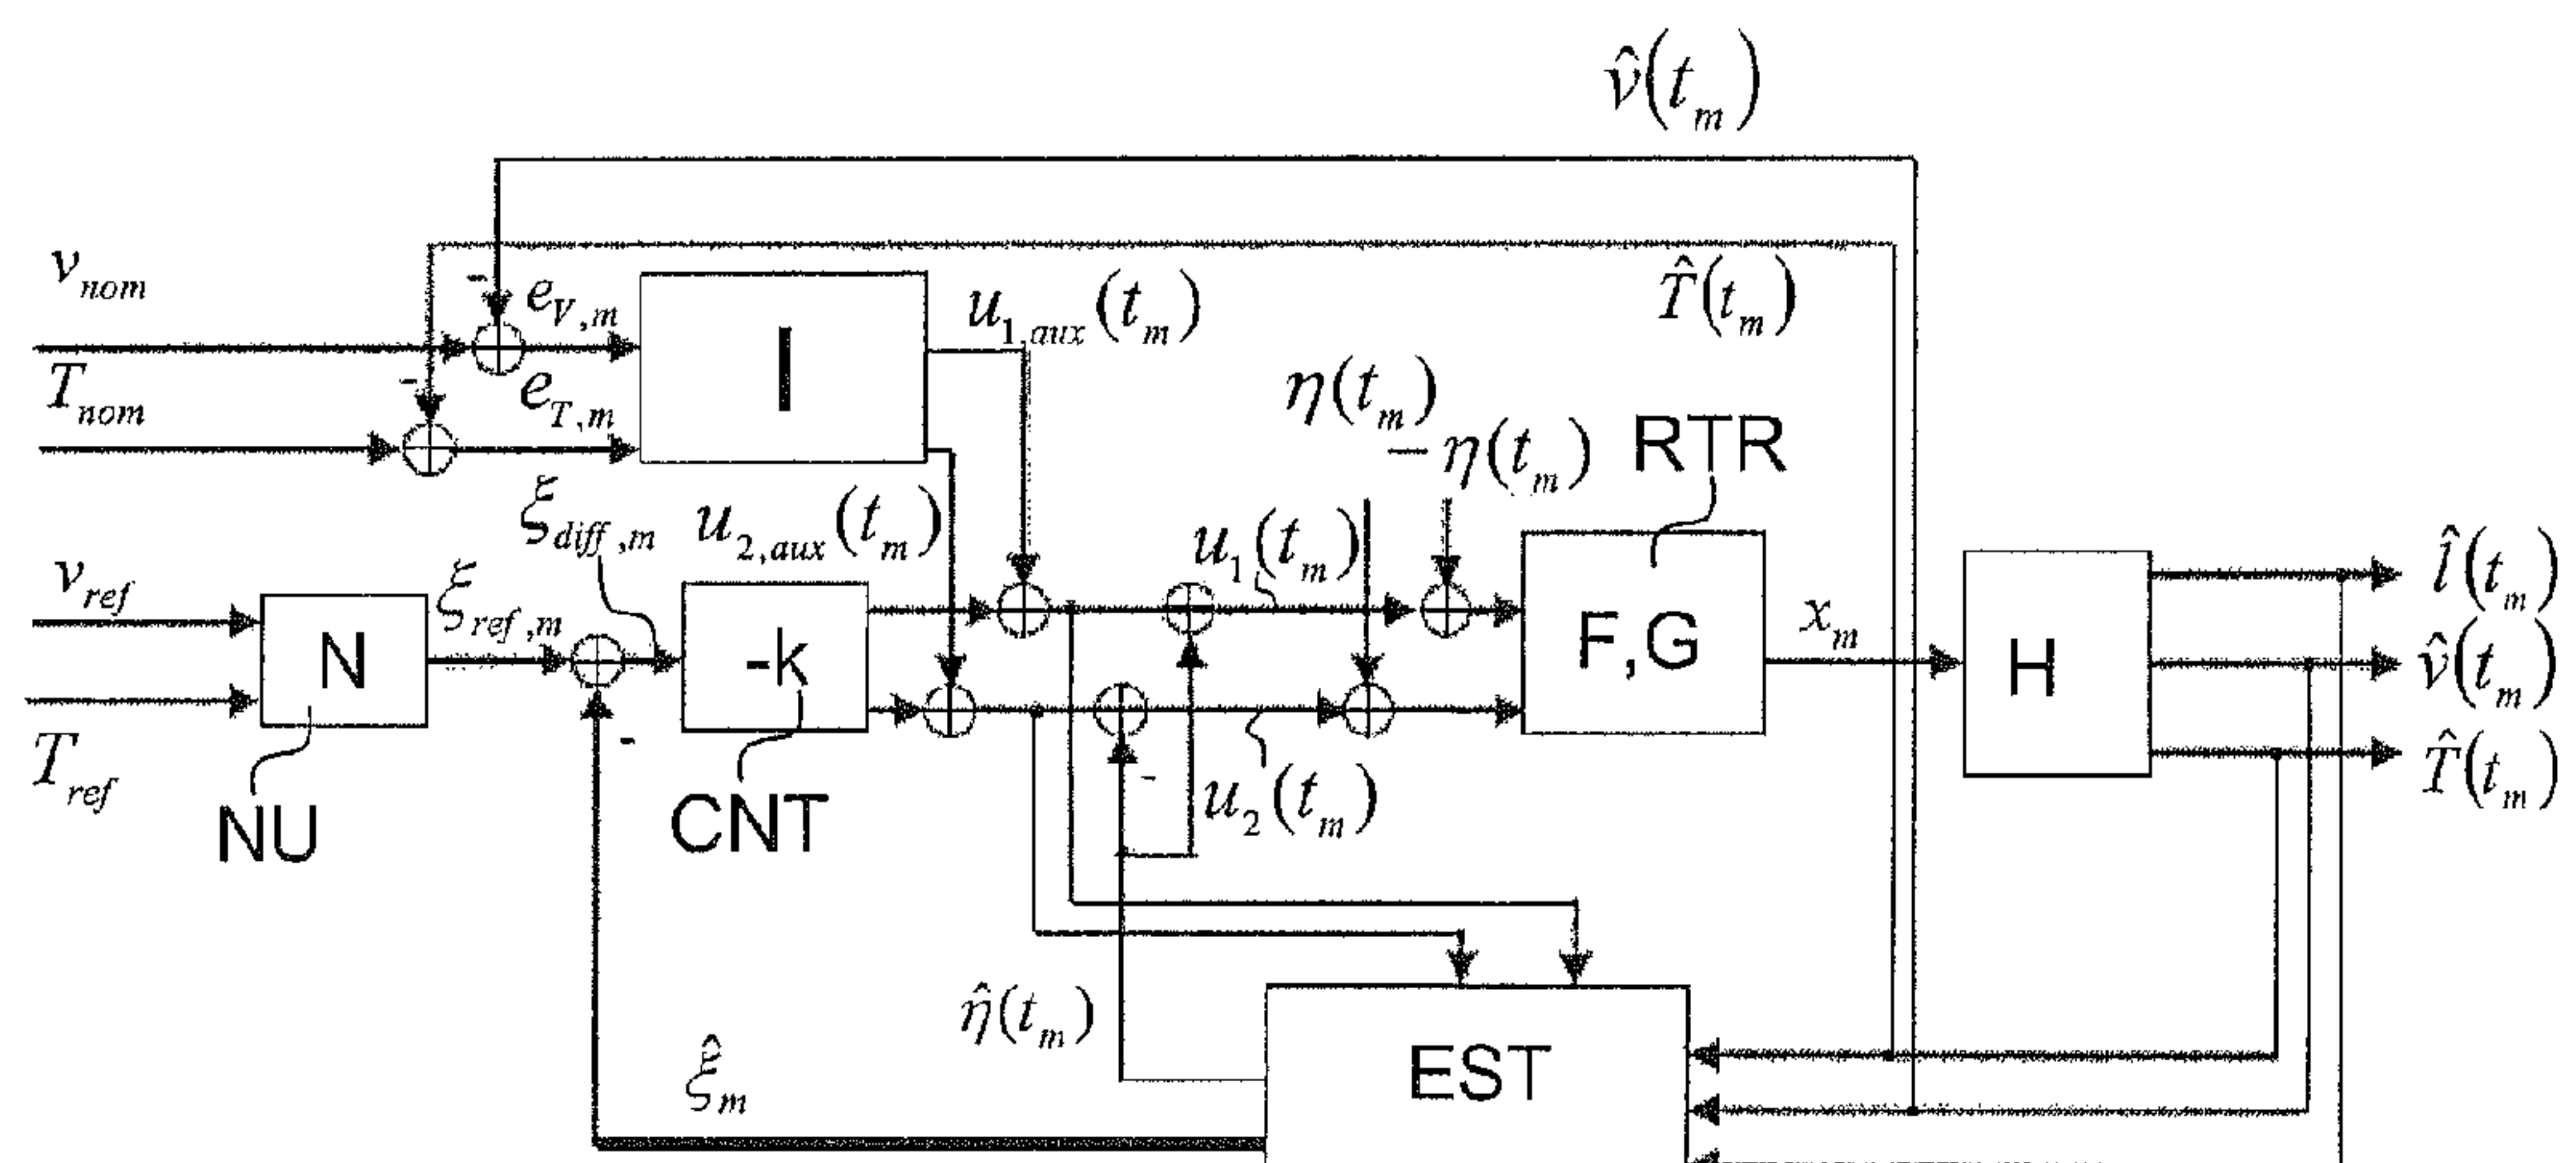 v̂(t_m)
v_nom
e_V,m
u_1,aux(t_m)
T̂(t_m)
T_nom
e_T,m
I
η(t_m)
−η(t_m)
RTR
ξ_diff,m
u_2,aux(t_m)
u_1(t_m)
l̂(t_m)
v_ref
ξ_ref,m
N
-k
F,G
x_m
H
v̂(t_m)
T_ref
NU
CNT
u_2(t_m)
T̂(t_m)
η̂(t_m)
ξ̂_m
EST